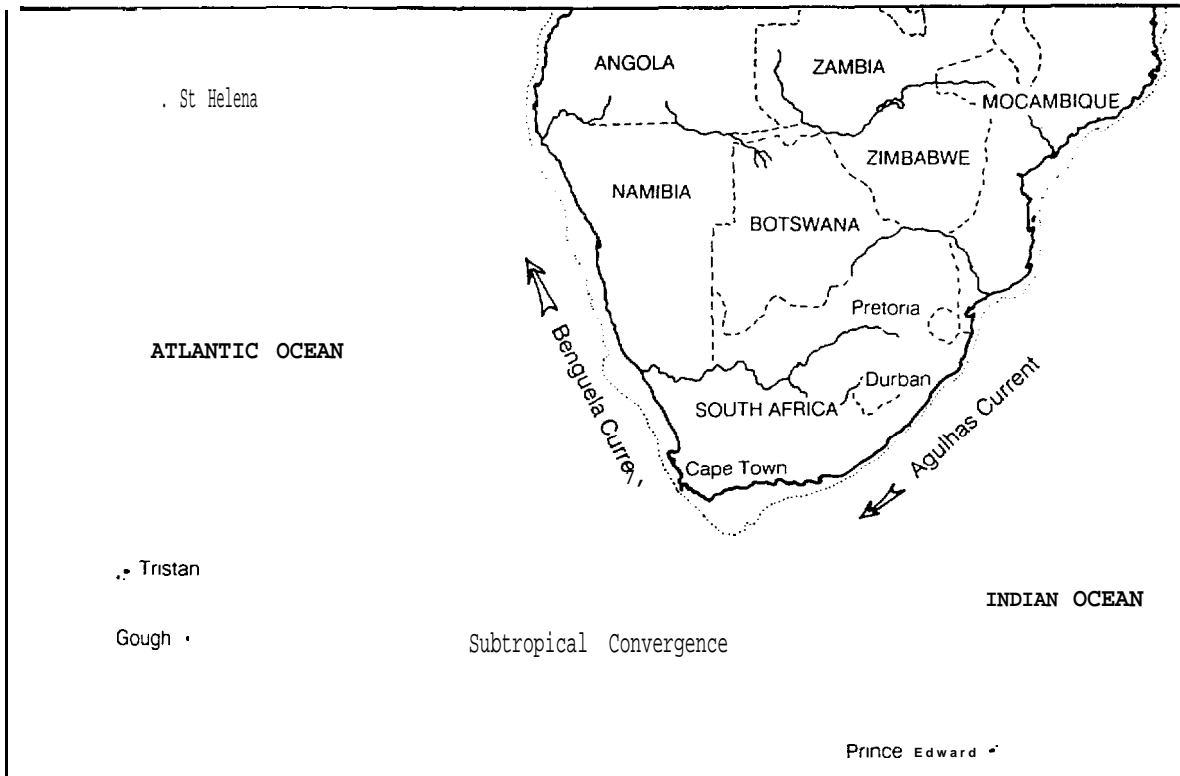 ANGOLA
ZAMBIA
. St Helena
MOCAMBIQUE
ZIMBABWE
NAMIBIA
BOTSWANA
Pretoria
ATLANTIC OCEAN
Benguela Curre
Durban
SOUTH AFRICA
Agulhas Current
Cape Town
Tristan
INDIAN OCEAN
Gough
Subtropical Convergence
Prince Edward